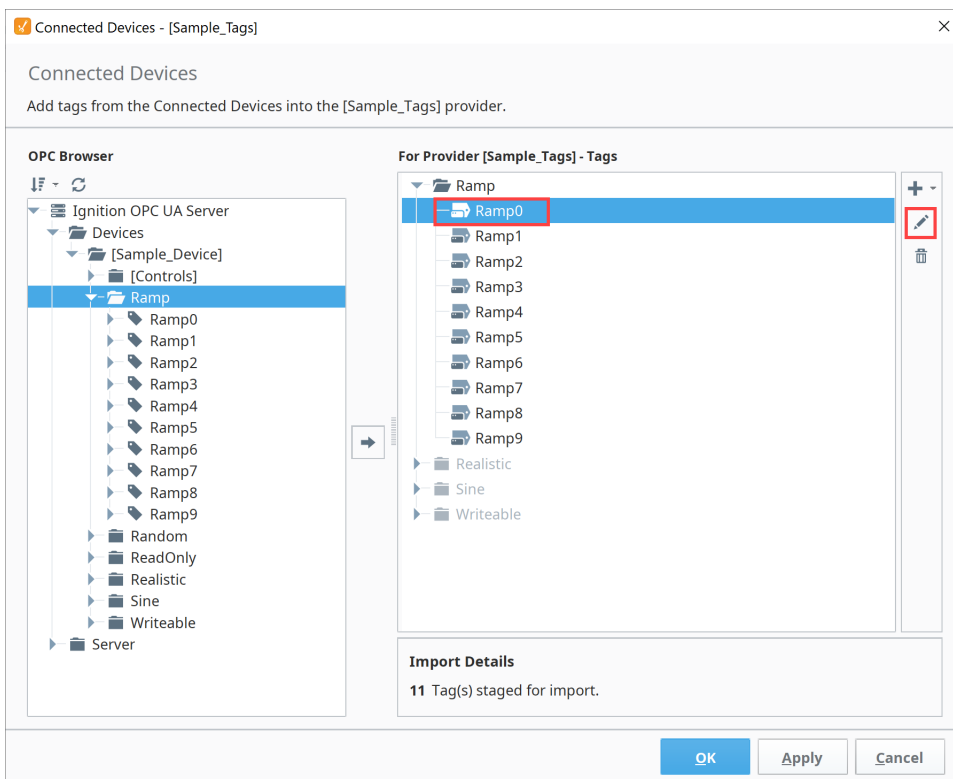 Connected Devices - [Sample_Tags]
Connected Devices
Add tags from the Connected Devices into the [Sample_Tags] provider.
OPC Browser
Ignition OPC UA Server
Devices
[Sample_Device]
[Controls]
Ramp
Ramp0
Ramp1
Ramp2
Ramp3
Ramp4
Ramp5
Ramp6
Ramp7
Ramp8
Ramp9
Random
ReadOnly
Realistic
Sine
Writeable
Server
For Provider [Sample_Tags] - Tags
Ramp
Ramp0
Ramp1
Ramp2
Ramp3
Ramp4
Ramp5
Ramp6
Ramp7
Ramp8
Ramp9
Realistic
Sine
Writeable
Import Details
11 Tag(s) staged for import.
OK Apply Cancel